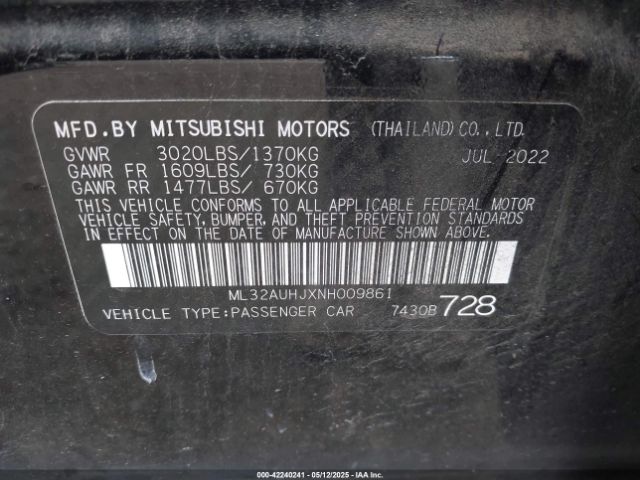 MFD.BY MITSUBISHI MOTORS (THAILAND) CO., LTD.
GVWR 3020LBS/1370KG JUL 2022
GAWR FR 1609LBS/ 730KG
GAWR RR 1477LBS/ 670KG
THIS VEHICLE CONFORMS TO ALL APPLICABLE FEDERAL MOTOR
VEHICLE SAFETY, BUMPER, AND THEFT PREVENTION STANDARDS
IN EFFECT ON THE DATE OF MANUFACTURE SHOWN ABOVE.
ML32AUHJXNH009861
VEHICLE TYPE:PASSENGER CAR 7430B 728
000-42240241 - 05/12/2025 - IAA Inc.